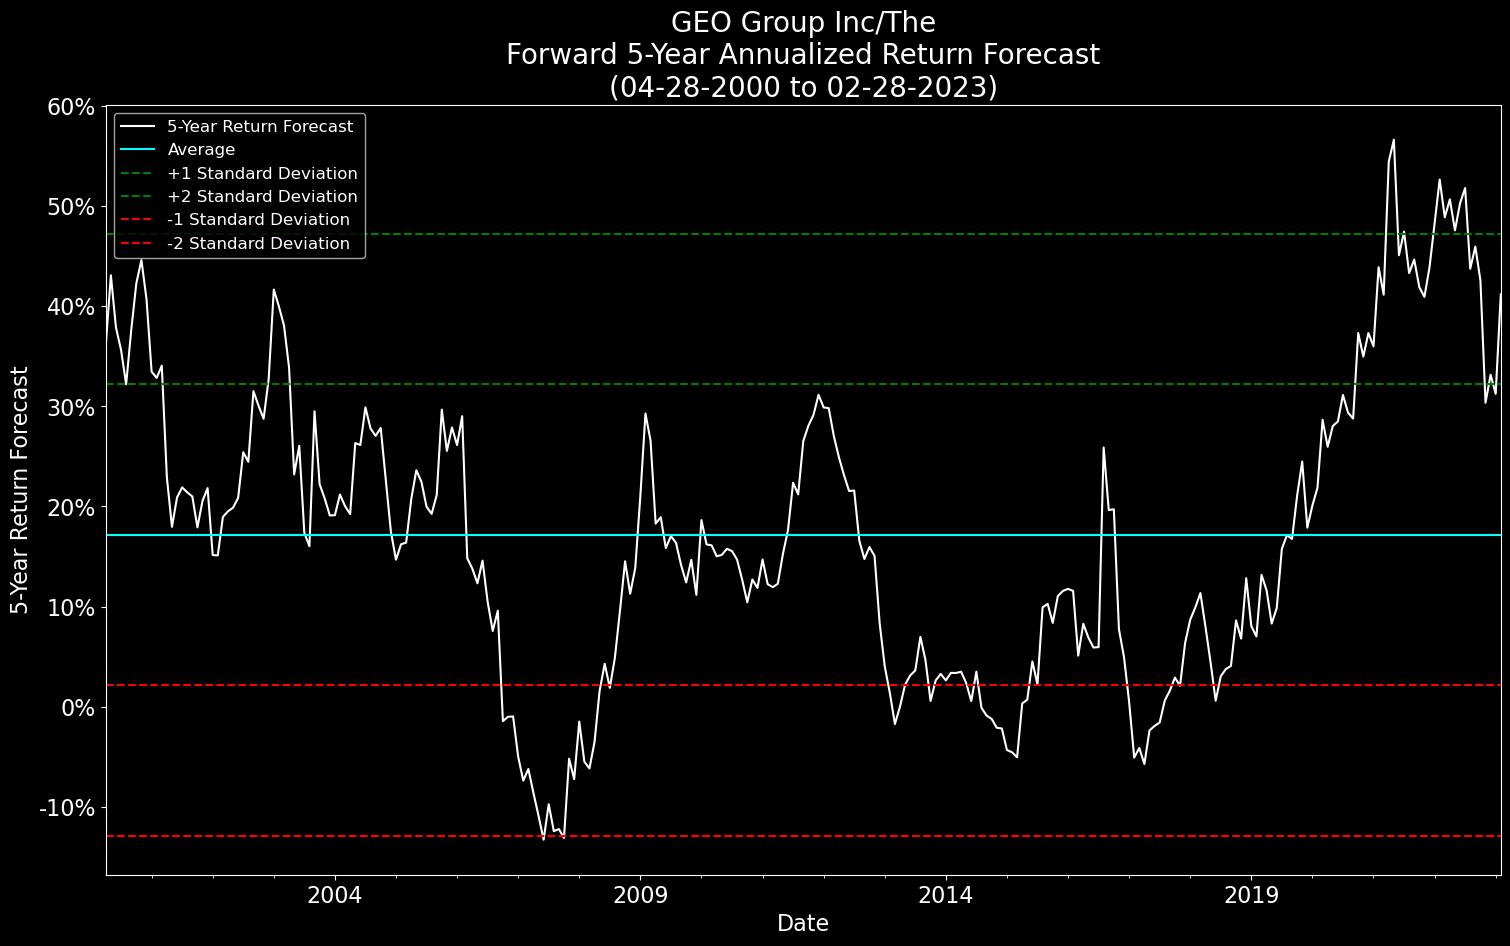 GEO Group Inc/The
Forward 5-Year Annualized Return Forecast
(04-28-2000 to 02-28-2023)
60%
50%
40%
30%
20%
10%
0%
-10%
5-Year Return Forecast
5-Year Return Forecast
Average
+1 Standard Deviation
+2 Standard Deviation
-1 Standard Deviation
-2 Standard Deviation
2004
2009
2014
2019
Date